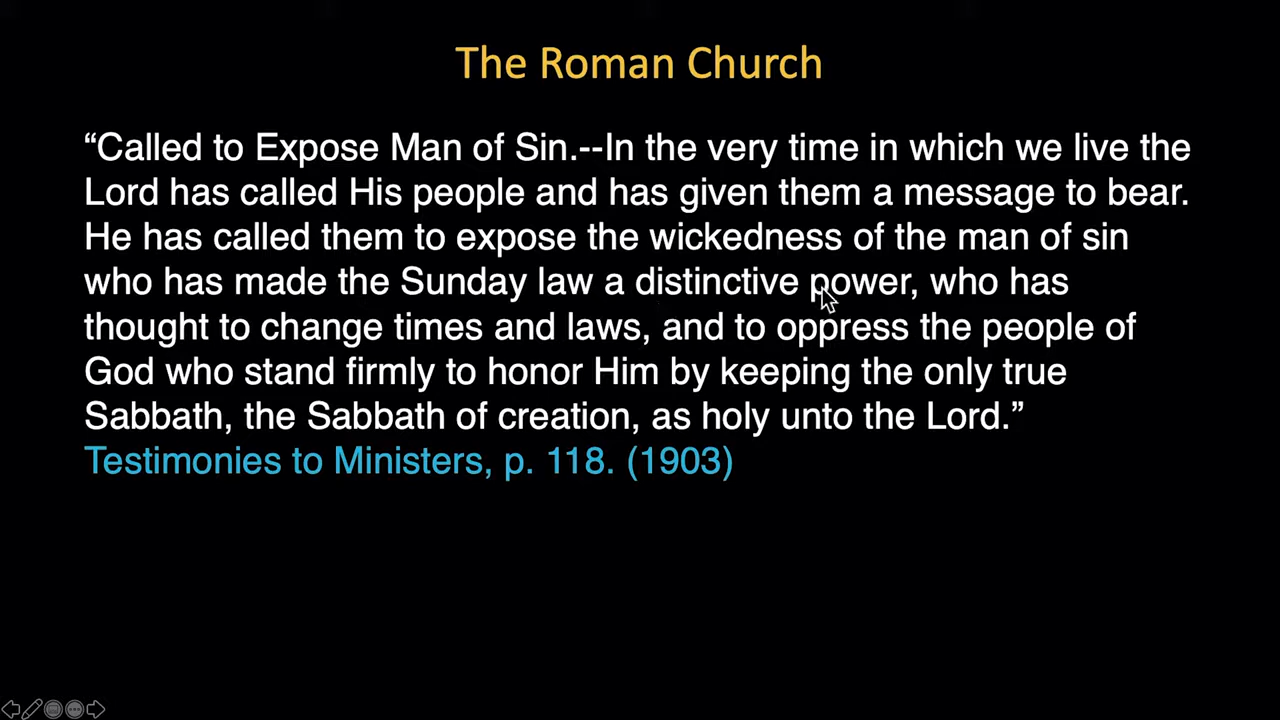 The Roman Church
“Called to Expose Man of Sin.--In the very time in which we live the
Lord has called His people and has given them a message to bear.
He has called them to expose the wickedness of the man of sin
who has made the Sunday law a distinctive power, who has
thought to change times and laws, and to oppress the people of
God who stand firmly to honor Him by keeping the only true
Sabbath, the Sabbath of creation, as holy unto the Lord.”
Testimonies to Ministers, p. 118. (1903)